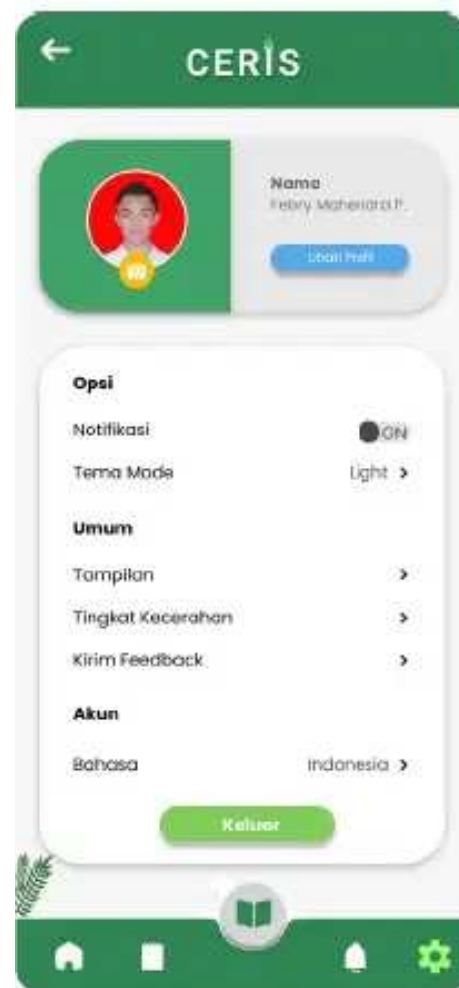 CERIS
Nama
Febry Mahendra P.
Ubah Profil
Opsi
Notifikasi ON
Tema Mode Light >
Umum
Tampilan >
Tingkat Kecerahan >
Kirim Feedback >
Akun
Bahasa Indonesia >
Keluar